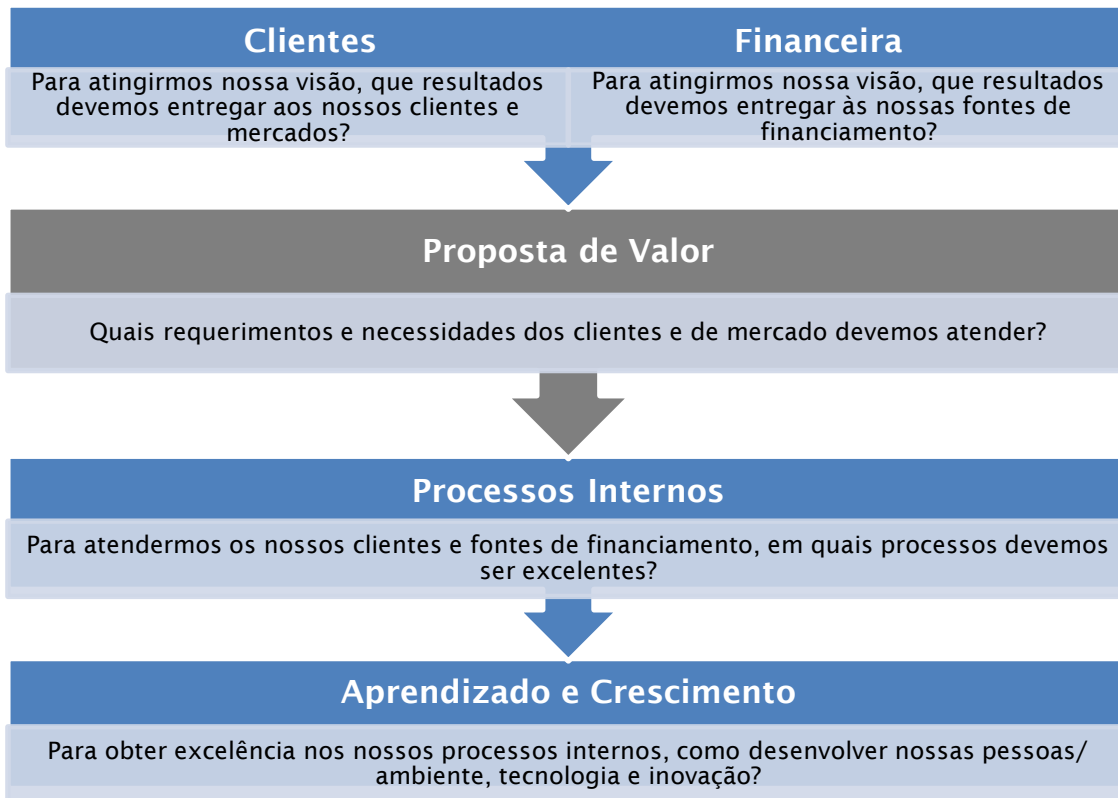 Clientes
Para atingirmos nossa visão, que resultados
devemos entregar aos nossos clientes e
mercados?
Financeira
Para atingirmos nossa visão, que resultados
devemos entregar às nossas fontes de
financiamento?
Proposta de Valor
Quais requerimentos e necessidades dos clientes e de mercado devemos atender?
Processos Internos
Para atendermos os nossos clientes e fontes de financiamento, em quais processos devemos
ser excelentes?
Aprendizado e Crescimento
Para obter excelência nos nossos processos internos, como desenvolver nossas pessoas/
ambiente, tecnologia e inovação?